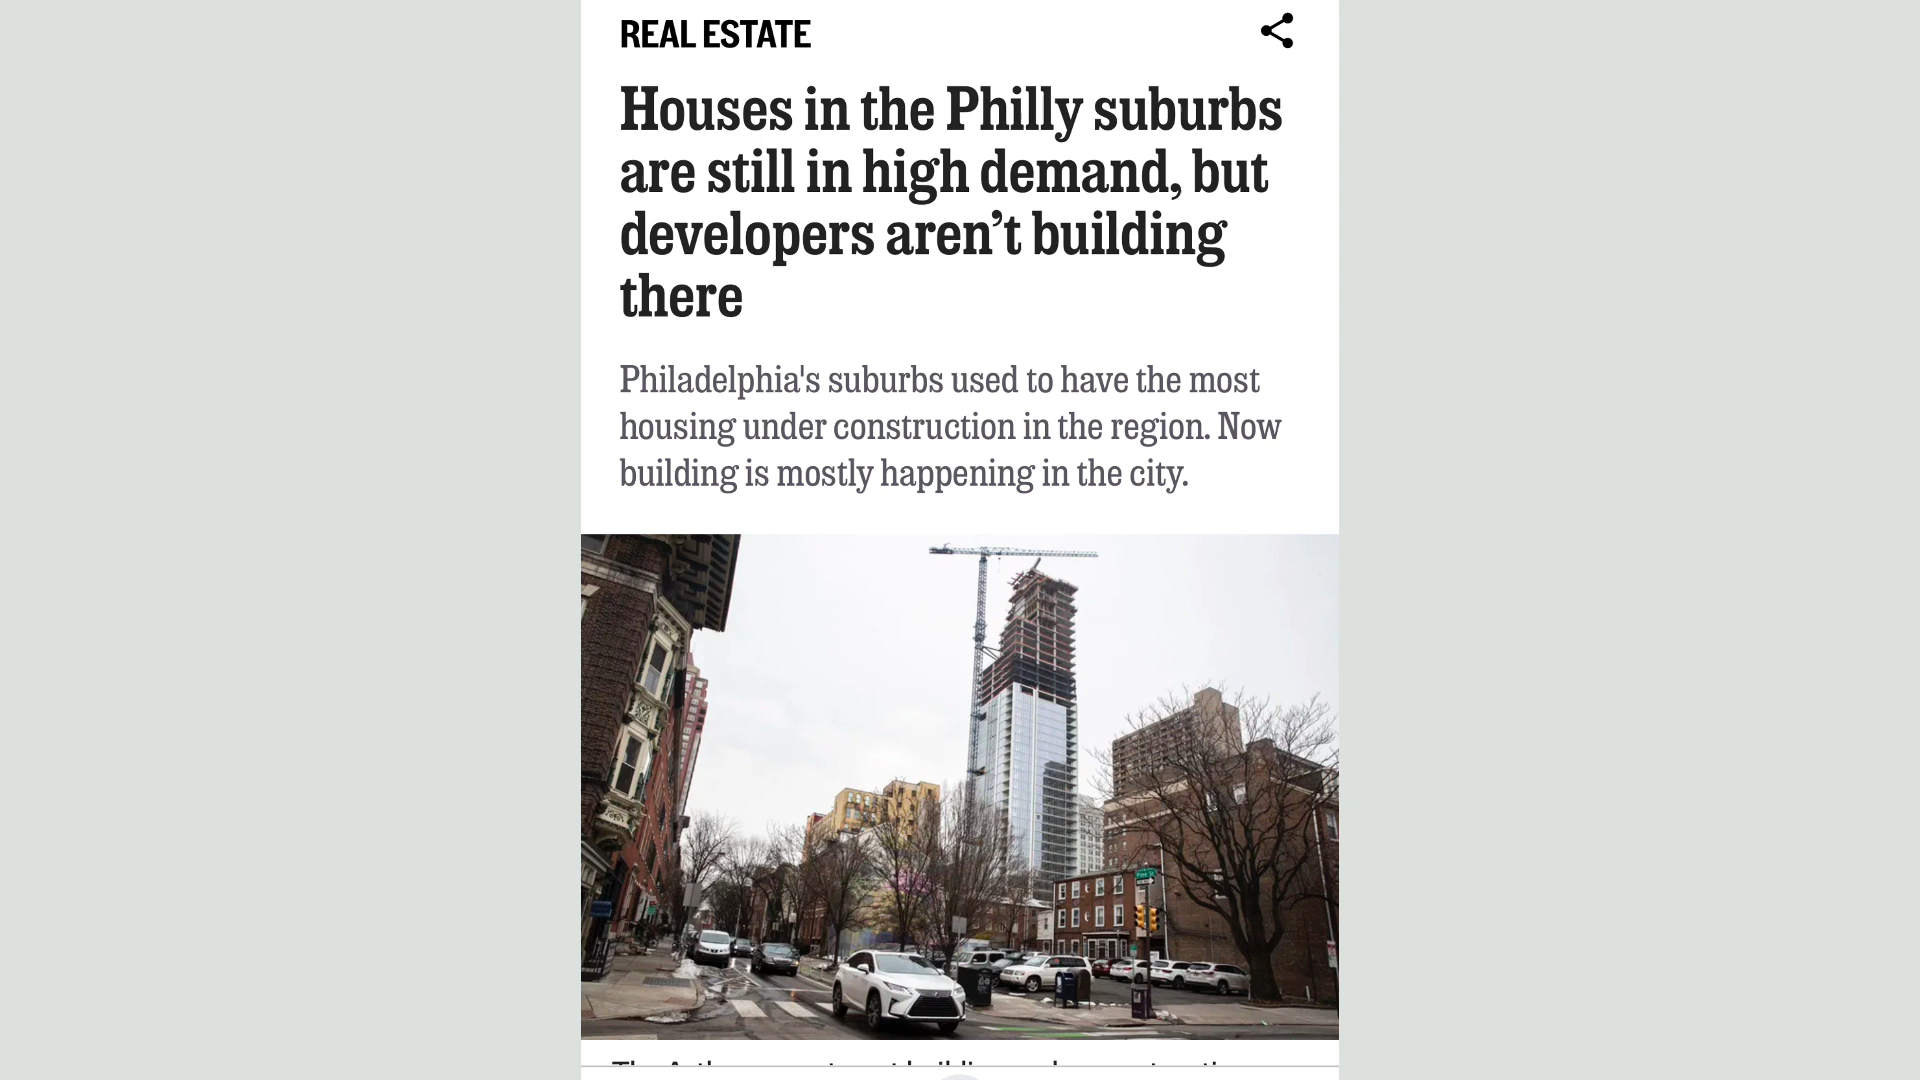 REAL ESTATE
Houses in the Philly suburbs
are still in high demand, but
developers aren’t building
there
Philadelphia's suburbs used to have the most
housing under construction in the region. Now
building is mostly happening in the city.